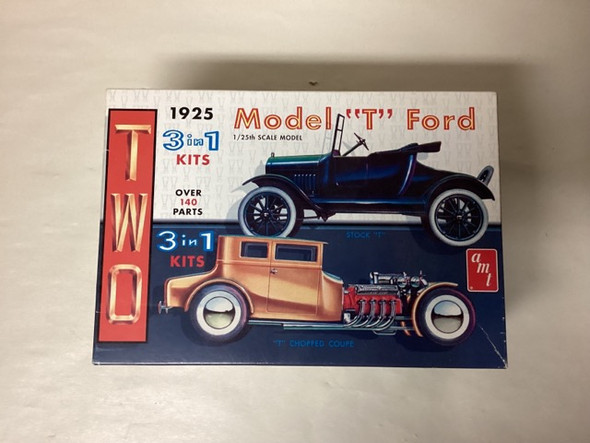 TWO
1925
Model "T" Ford
3 in 1
KITS
1/25th SCALE MODEL
OVER
140
PARTS
STOCK "T"
3 in 1
KITS
amt
"T" CHOPPED COUPE